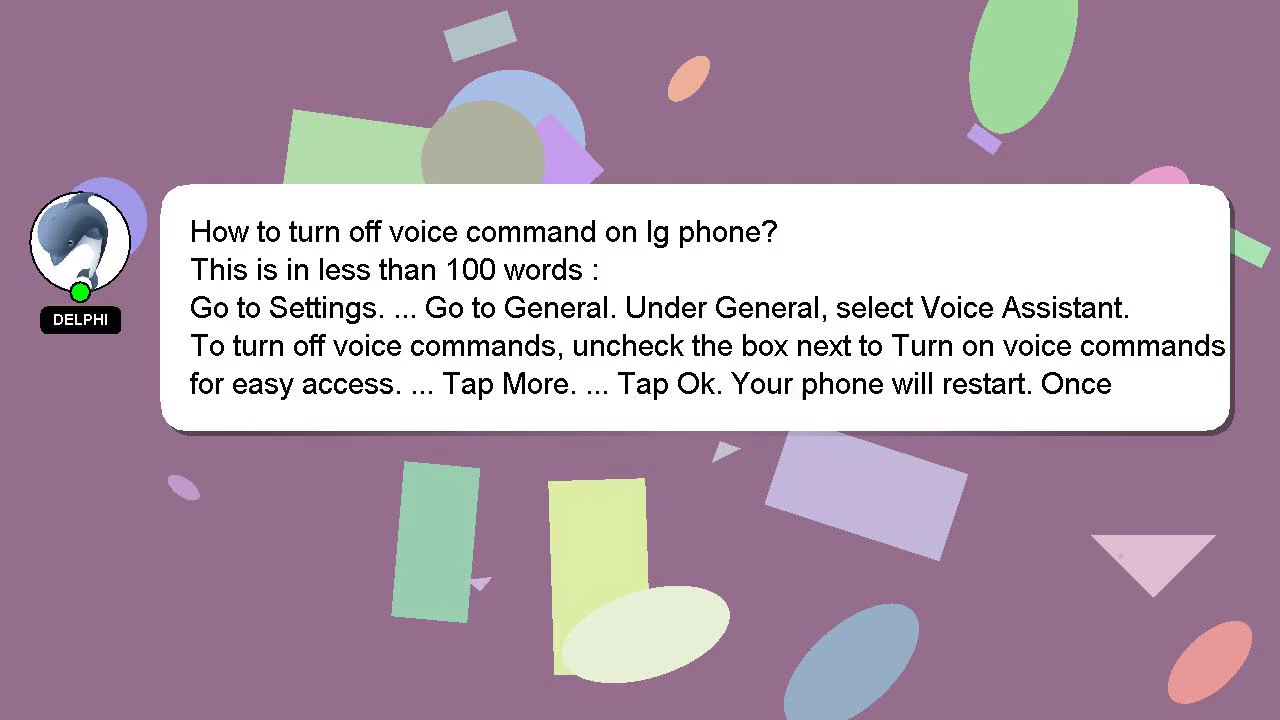 How to turn off voice command on lg phone?
This is in less than 100 words :
Go to Settings. ... Go to General. Under General, select Voice Assistant.
To turn off voice commands, uncheck the box next to Turn on voice commands
for easy access. ... Tap More. ... Tap Ok. Your phone will restart. Once
DELPHI